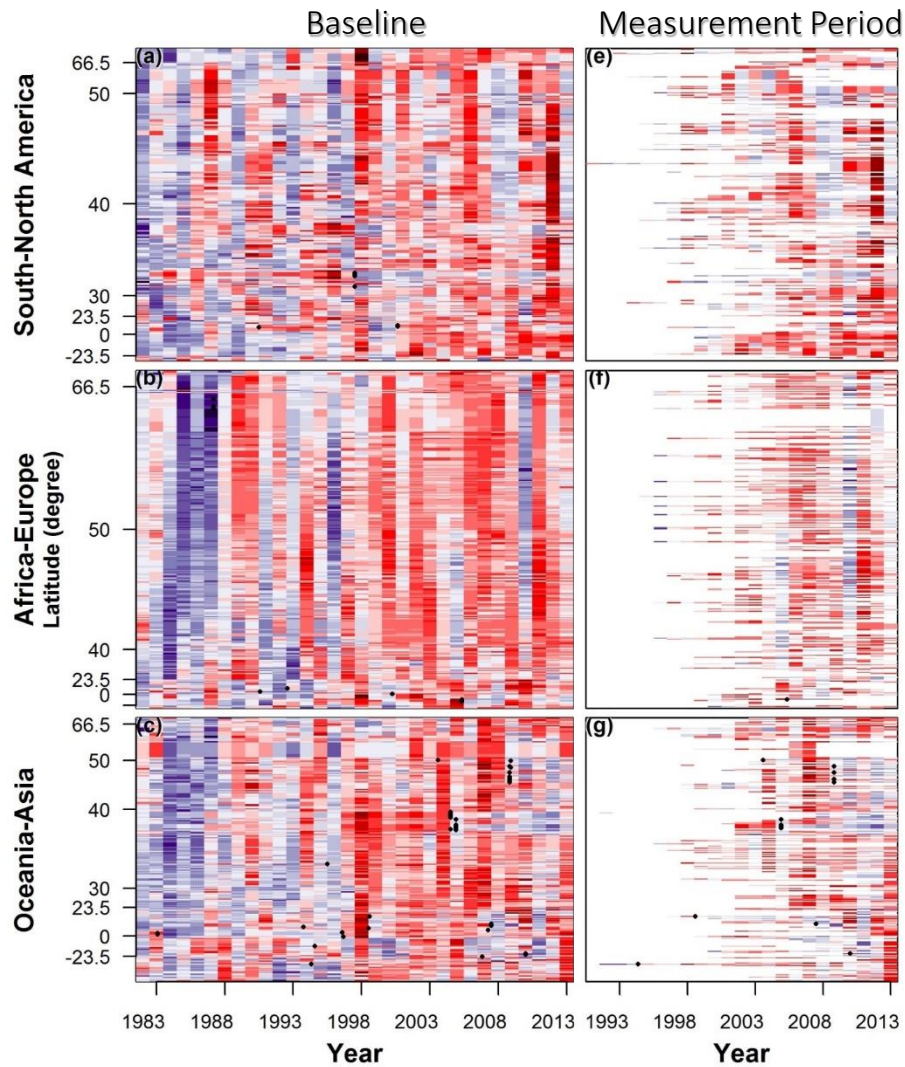 Baseline
Measurement Period
South-North America
(a)
66.5
50
40
30
23.5
0
-23.5
(e)
Africa-Europe
Latitude (degree)
(b)
66.5
50
40
23.5
0
(f)
Oceania-Asia
(c)
66.5
50
40
30
23.5
0
-23.5
(g)
1983 1988 1993 1998 2003 2008 2013
1993 1998 2003 2008 2013
Year
Year